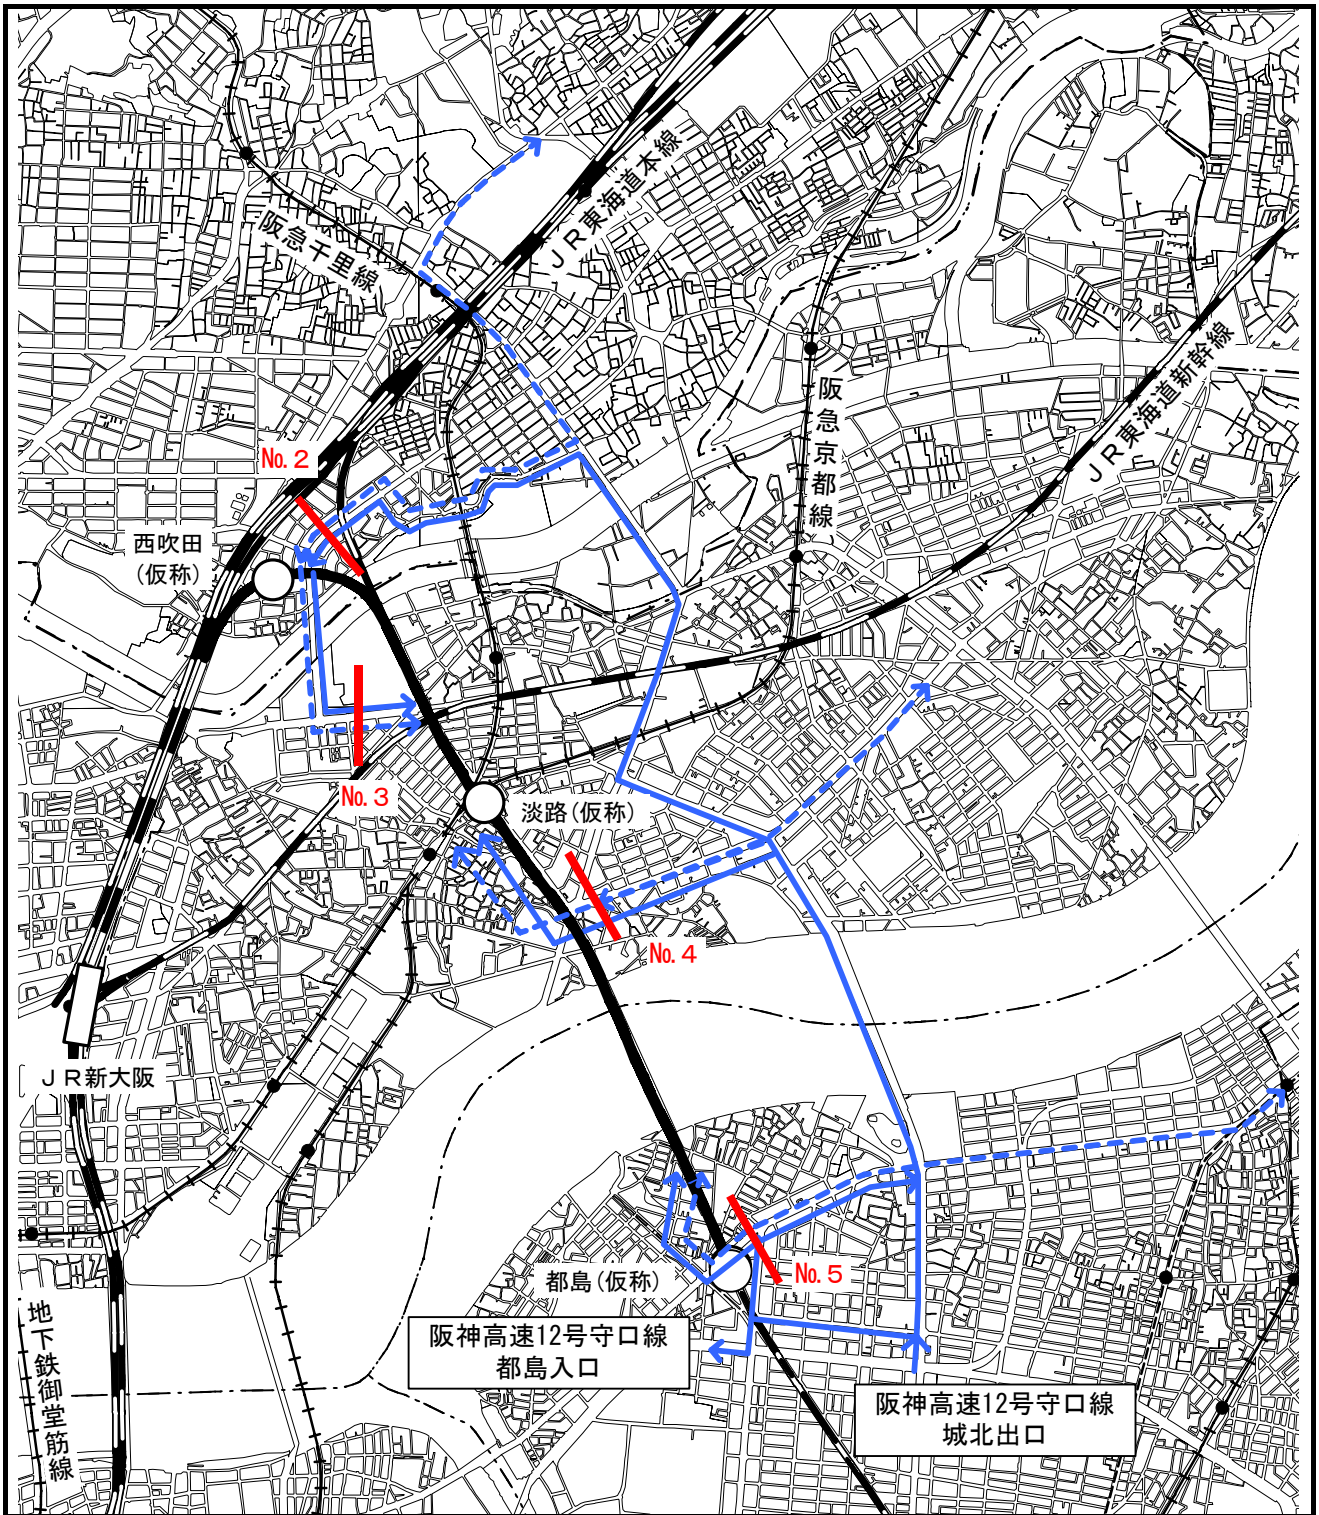 阪急千里線
ＪＲ東海道本線
ＪＲ東海道新幹線
阪急京都線
№.2
西吹田
(仮称)
№.3
淡路(仮称)
№.4
ＪＲ新大阪
都島(仮称)
№.5
地下鉄御堂筋線
阪神高速12号守口線
都島入口
阪神高速12号守口線
城北出口